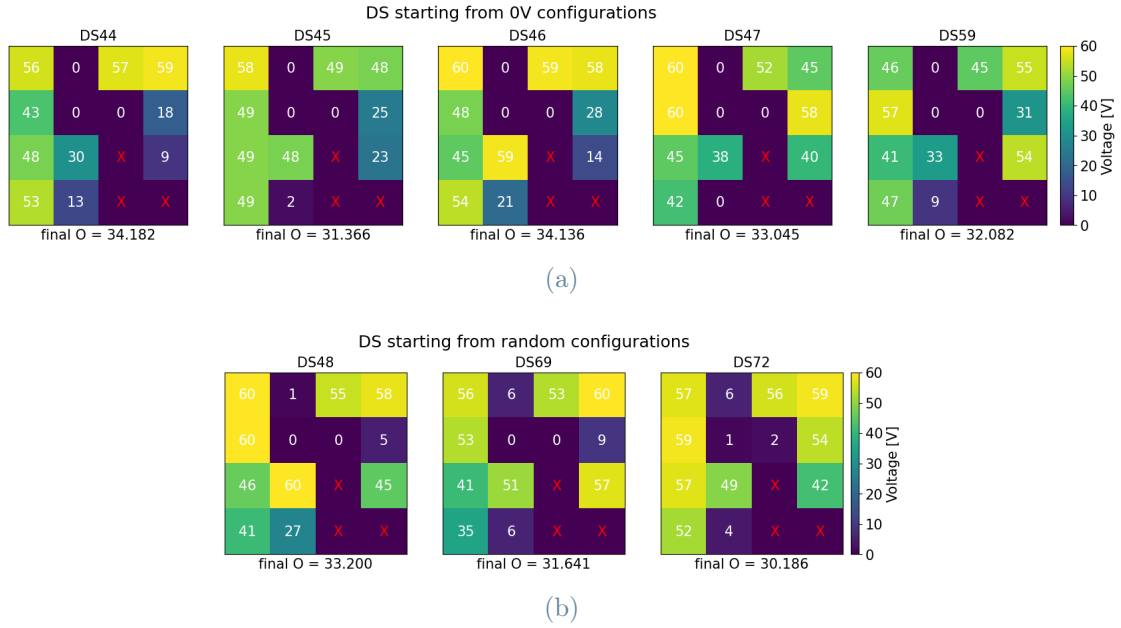 DS starting from 0V configurations
DS44 DS45 DS46 DS47 DS59
56 0 57 59 58 0 49 48 60 0 59 58 60 0 52 45 46 0 45 55 60
43 0 0 18 49 0 0 25 48 0 0 28 60 0 0 58 57 0 0 31 50
48 30 X 9 49 48 X 23 45 59 X 14 45 38 X 40 41 33 X 54 40
53 13 X X 49 2 X X 54 21 X X 42 0 X X 47 9 X X 30
20
10
0
Voltage [V]
final O = 34.182 final O = 31.366 final O = 34.136 final O = 33.045 final O = 32.082
(a)
DS starting from random configurations
DS48 DS69 DS72
60 1 55 58 56 6 53 60 57 6 56 59 60
60 0 0 5 53 0 0 9 59 1 2 54 50
46 60 X 45 41 51 X 57 57 49 X 42 40
41 27 X X 35 6 X X 52 4 X X 30
20
10
0
Voltage [V]
final O = 33.200 final O = 31.641 final O = 30.186
(b)